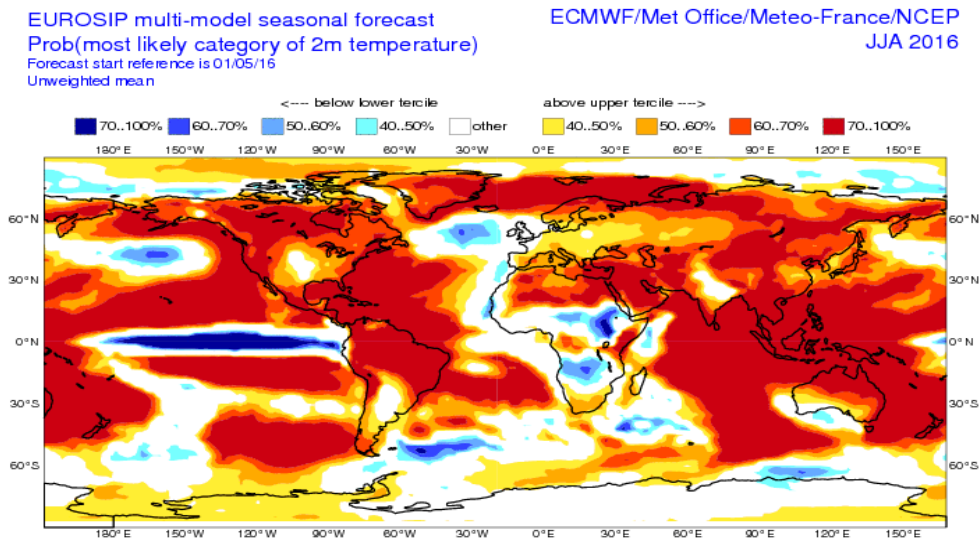 EUROSIP multi-model seasonal forecast
ECMWF/Met Office/Meteo-France/NCEP
Prob(most likely category of 2m temperature)
JJA 2016
Forecast start reference is 01/05/16
Unweighted mean
<---- below lower tercile
above upper tercile ---->
70..100% 60..70% 50..60% 40..50% other 40..50% 50..60% 60..70% 70..100%
180°E 150°W 120°W 90°W 60°W 30°W 0°E 30°E 60°E 90°E 120°E 150°E
60°N 60°N
30°N 30°N
0°N 0°N
30°S 30°S
60°S 60°S
180°E 150°W 120°W 90°W 60°W 30°W 0°E 30°E 60°E 90°E 120°E 150°E